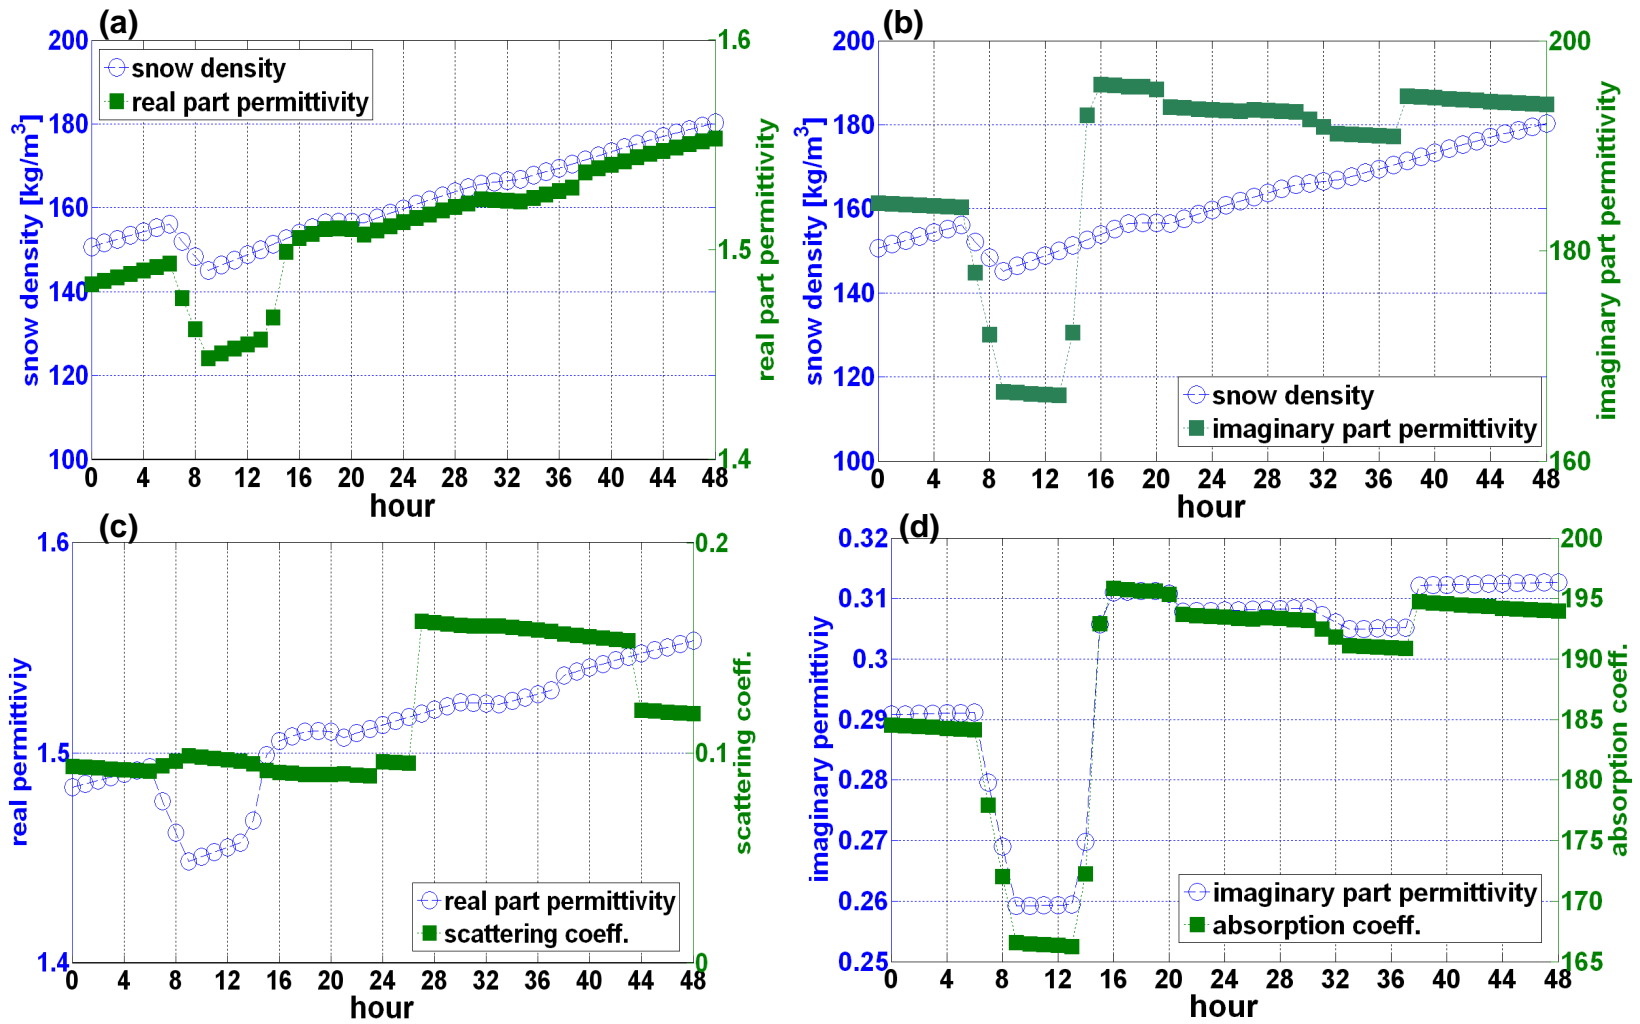 (a)
200
180
160
140
120
100
snow density [kg/m³]
snow density
real part permittivity
1.6
1.5
1.4
real part permittivity
0 4 8 12 16 20 24 28 32 36 40 44 48
hour
(b)
200
180
160
140
120
100
snow density [kg/m³]
snow density
imaginary part permittivity
200
180
160
imaginary part permittivity
0 4 8 12 16 20 24 28 32 36 40 44 48
hour
(c)
1.6
1.5
1.4
real permittiviy
real part permittivity
scattering coeff.
0.2
0.1
0
scattering coeff.
0 4 8 12 16 20 24 28 32 36 40 44 48
hour
(d)
0.32
0.31
0.3
0.29
0.28
0.27
0.26
0.25
imaginary permittiviy
imaginary part permittivity
absorption coeff.
200
195
190
185
180
175
170
165
absorption coeff.
0 4 8 12 16 20 24 28 32 36 40 44 48
hour